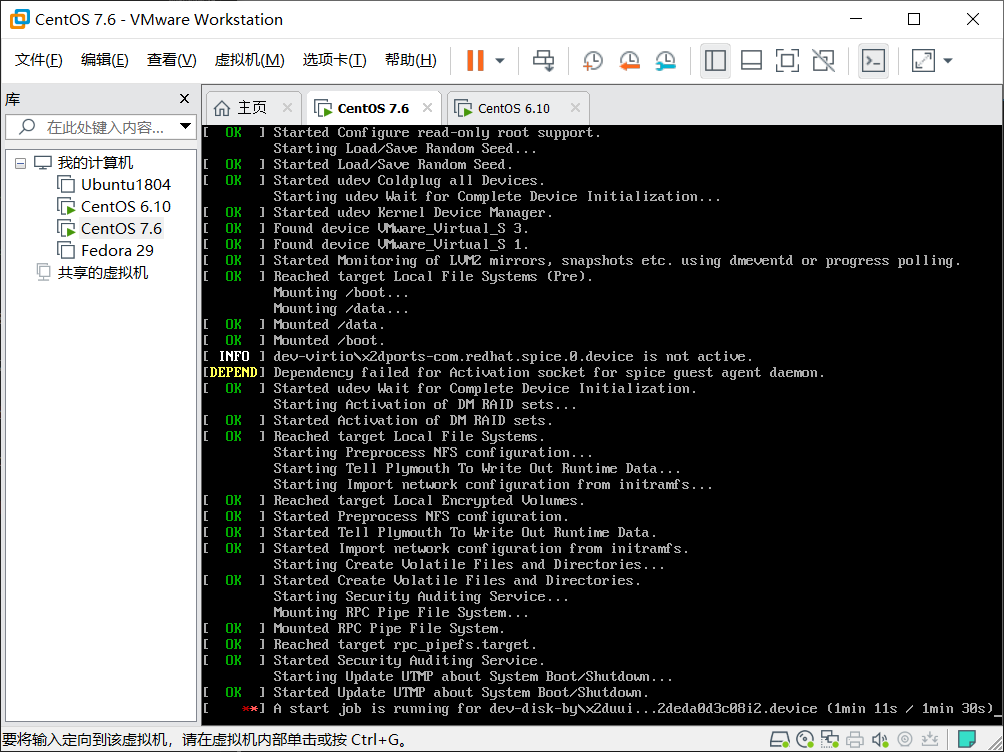 CentOS 7.6 - VMware Workstation
文件(F) 编辑(E) 查看(V) 虚拟机(M) 选项卡(T) 帮助(H)
库
在此处键入内容...
我的计算机
Ubuntu1804
CentOS 6.10
CentOS 7.6
Fedora 29
共享的虚拟机
主页 CentOS 7.6 CentOS 6.10
[  OK  ] Started Configure read-only root support.
Starting Load/Save Random Seed...
[  OK  ] Started Load/Save Random Seed.
[  OK  ] Started udev Coldplug all Devices.
Starting udev Wait for Complete Device Initialization...
[  OK  ] Started udev Kernel Device Manager.
[  OK  ] Found device VMware_Virtual_S 3.
[  OK  ] Found device VMware_Virtual_S 1.
[  OK  ] Started Monitoring of LVM2 mirrors, snapshots etc. using dmeventd or progress polling.
[  OK  ] Reached target Local File Systems (Pre).
Mounting /boot...
Mounting /data...
[  OK  ] Mounted /data.
[  OK  ] Mounted /boot.
[ INFO ] dev-virtio\x2dports-com.redhat.spice.0.device is not active.
[DEPEND] Dependency failed for Activation socket for spice guest agent daemon.
[  OK  ] Started udev Wait for Complete Device Initialization.
Starting Activation of DM RAID sets...
[  OK  ] Started Activation of DM RAID sets.
[  OK  ] Reached target Local File Systems.
Starting Preprocess NFS configuration...
Starting Tell Plymouth To Write Out Runtime Data...
Starting Import network configuration from initramfs...
[  OK  ] Reached target Local Encrypted Volumes.
[  OK  ] Started Preprocess NFS configuration.
[  OK  ] Started Tell Plymouth To Write Out Runtime Data.
[  OK  ] Started Import network configuration from initramfs.
Starting Create Volatile Files and Directories...
[  OK  ] Started Create Volatile Files and Directories.
Starting Security Auditing Service...
Mounting RPC Pipe File System...
[  OK  ] Mounted RPC Pipe File System.
[  OK  ] Reached target rpc_pipefs.target.
[  OK  ] Started Security Auditing Service.
Starting Update UTMP about System Boot/Shutdown...
[  OK  ] Started Update UTMP about System Boot/Shutdown.
[    **] A start job is running for dev-disk-by\x2duui...2deda0d3c08i2.device (1min 11s / 1min 30s)_
要将输入定向到该虚拟机，请在虚拟机内部单击或按 Ctrl+G。